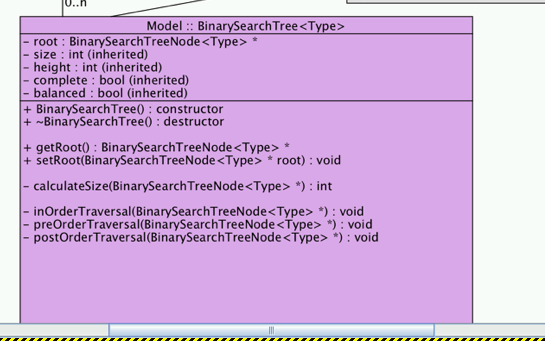 0..n
Model :: BinarySearchTree<Type>
- root : BinarySearchTreeNode<Type> *
- size : int (inherited)
- height : int (inherited)
- complete : bool (inherited)
- balanced : bool (inherited)
+ BinarySearchTree() : constructor
+ ~BinarySearchTree() : destructor
+ getRoot() : BinarySearchTreeNode<Type> *
+ setRoot(BinarySearchTreeNode<Type> * root) : void
- calculateSize(BinarySearchTreeNode<Type> *) : int
- inOrderTraversal(BinarySearchTreeNode<Type> *) : void
- preOrderTraversal(BinarySearchTreeNode<Type> *) : void
- postOrderTraversal(BinarySearchTreeNode<Type> *) : void